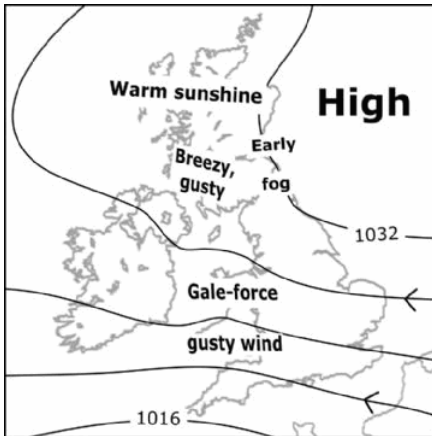 Warm sunshine
High
Early
Breezy,
gusty
fog
1032
Gale-force
gusty wind
1016